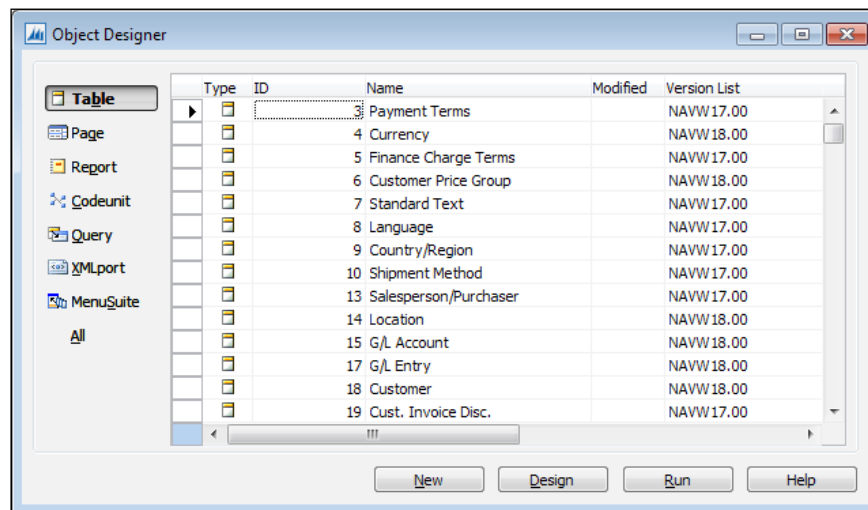 Object Designer
Type ID Name Modified Version List
Table
Page
Report
Codeunit
Query
XMLport
MenuSuite
All
3 Payment Terms NAVW17.00
4 Currency NAVW18.00
5 Finance Charge Terms NAVW17.00
6 Customer Price Group NAVW18.00
7 Standard Text NAVW17.00
8 Language NAVW17.00
9 Country/Region NAVW17.00
10 Shipment Method NAVW17.00
13 Salesperson/Purchaser NAVW17.00
14 Location NAVW18.00
15 G/L Account NAVW18.00
17 G/L Entry NAVW18.00
18 Customer NAVW18.00
19 Cust. Invoice Disc. NAVW17.00
New Design Run Help